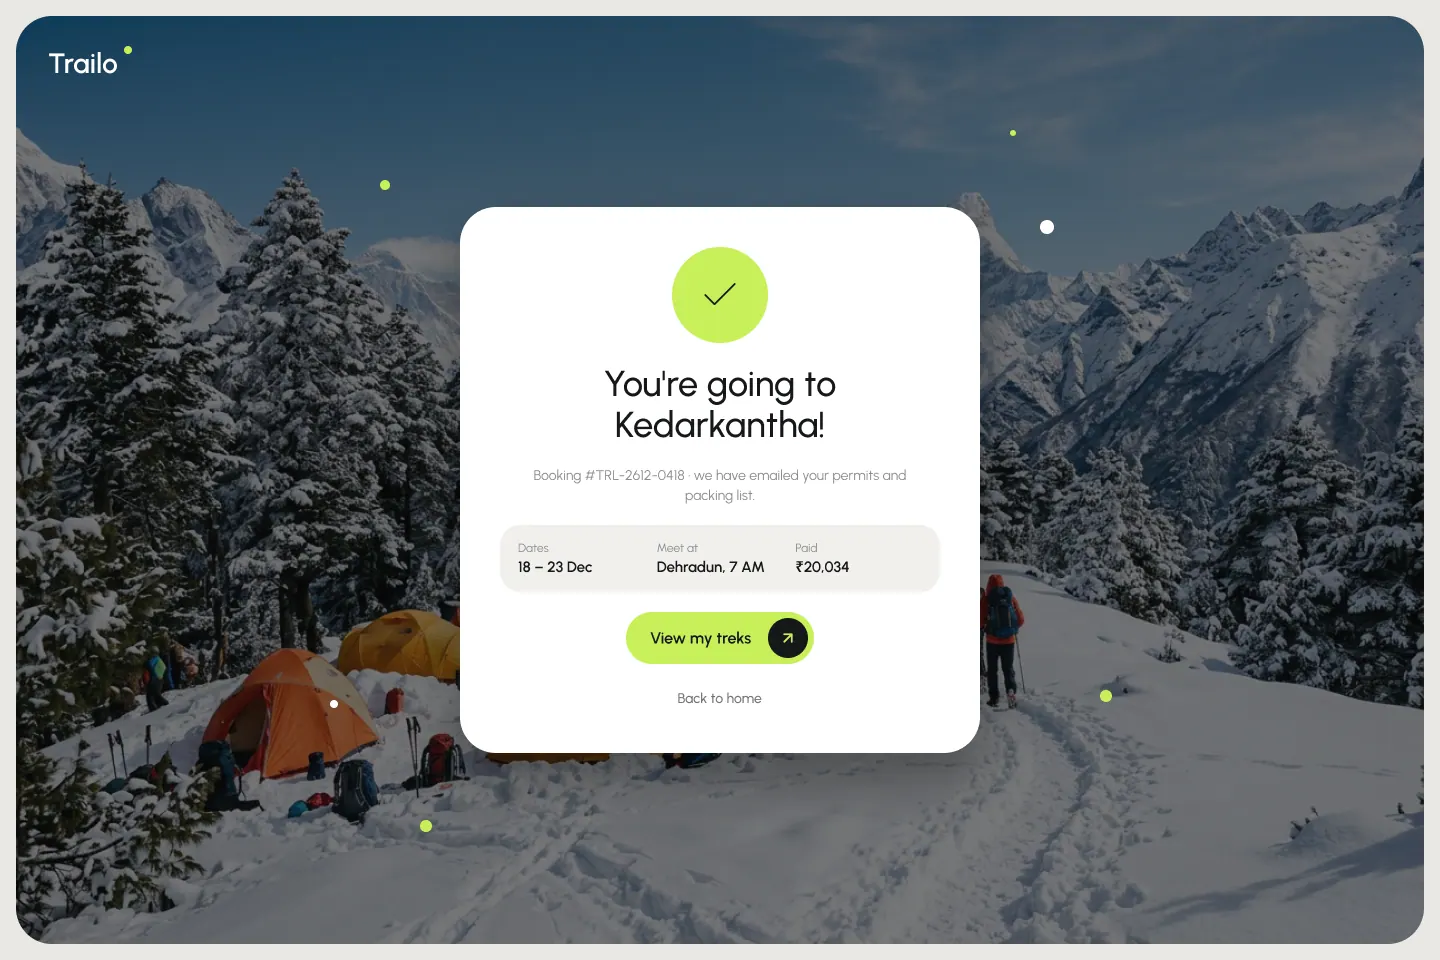 Trailo
You're going to
Kedarkantha!
Booking #TRL-2612-0418 · we have emailed your permits and
packing list.
Dates
18 – 23 Dec
Meet at
Dehradun, 7 AM
Paid
₹20,034
View my treks
Back to home